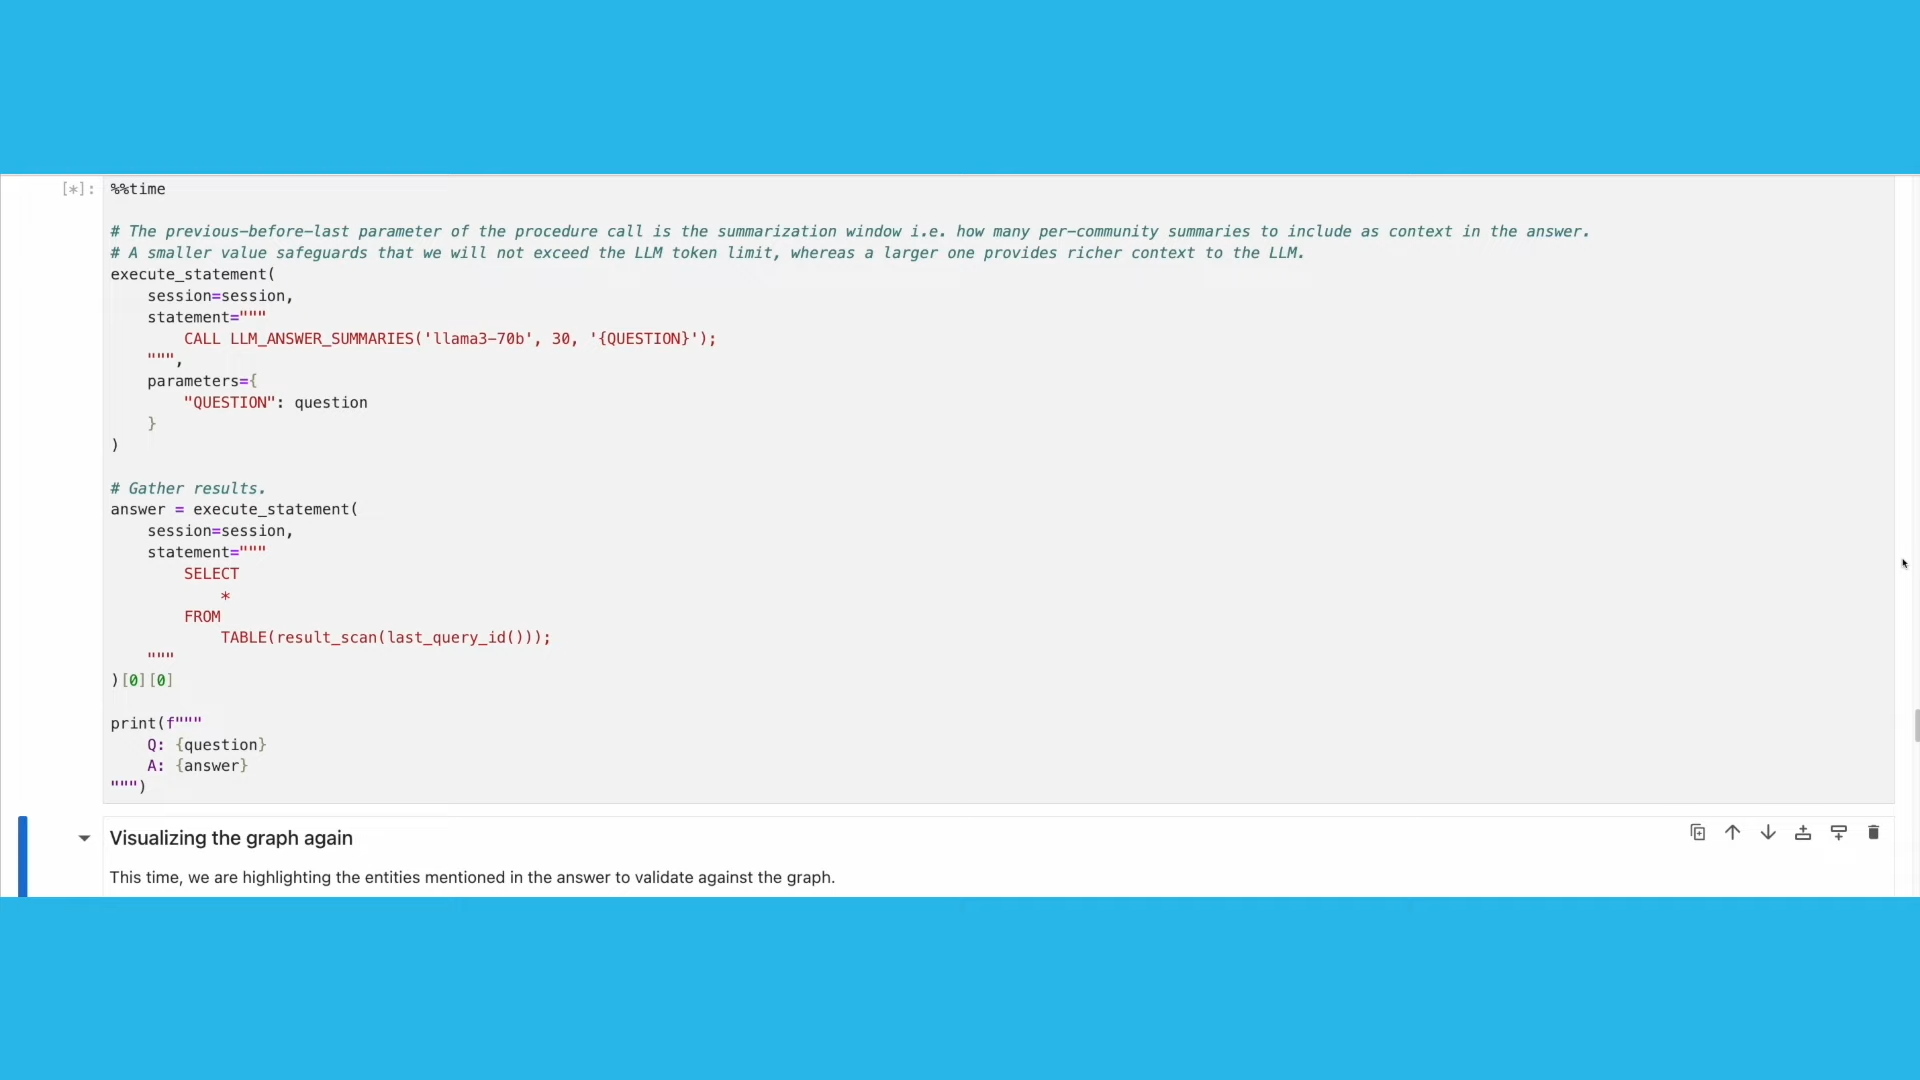 [*]: %%time
# The previous-before-last parameter of the procedure call is the summarization window i.e. how many per-community summaries to include as context in the answer.
# A smaller value safeguards that we will not exceed the LLM token limit, whereas a larger one provides richer context to the LLM.
execute_statement(
    session=session,
    statement="""
        CALL LLM_ANSWER_SUMMARIES('llama3-70b', 30, '{QUESTION}');
    """,
    parameters={
        "QUESTION": question
    }
)
# Gather results.
answer = execute_statement(
    session=session,
    statement="""
        SELECT
            *
        FROM
            TABLE(result_scan(last_query_id()));
    """
)[0][0]
print(f"""
    Q: {question}
    A: {answer}
""")
Visualizing the graph again
This time, we are highlighting the entities mentioned in the answer to validate against the graph.